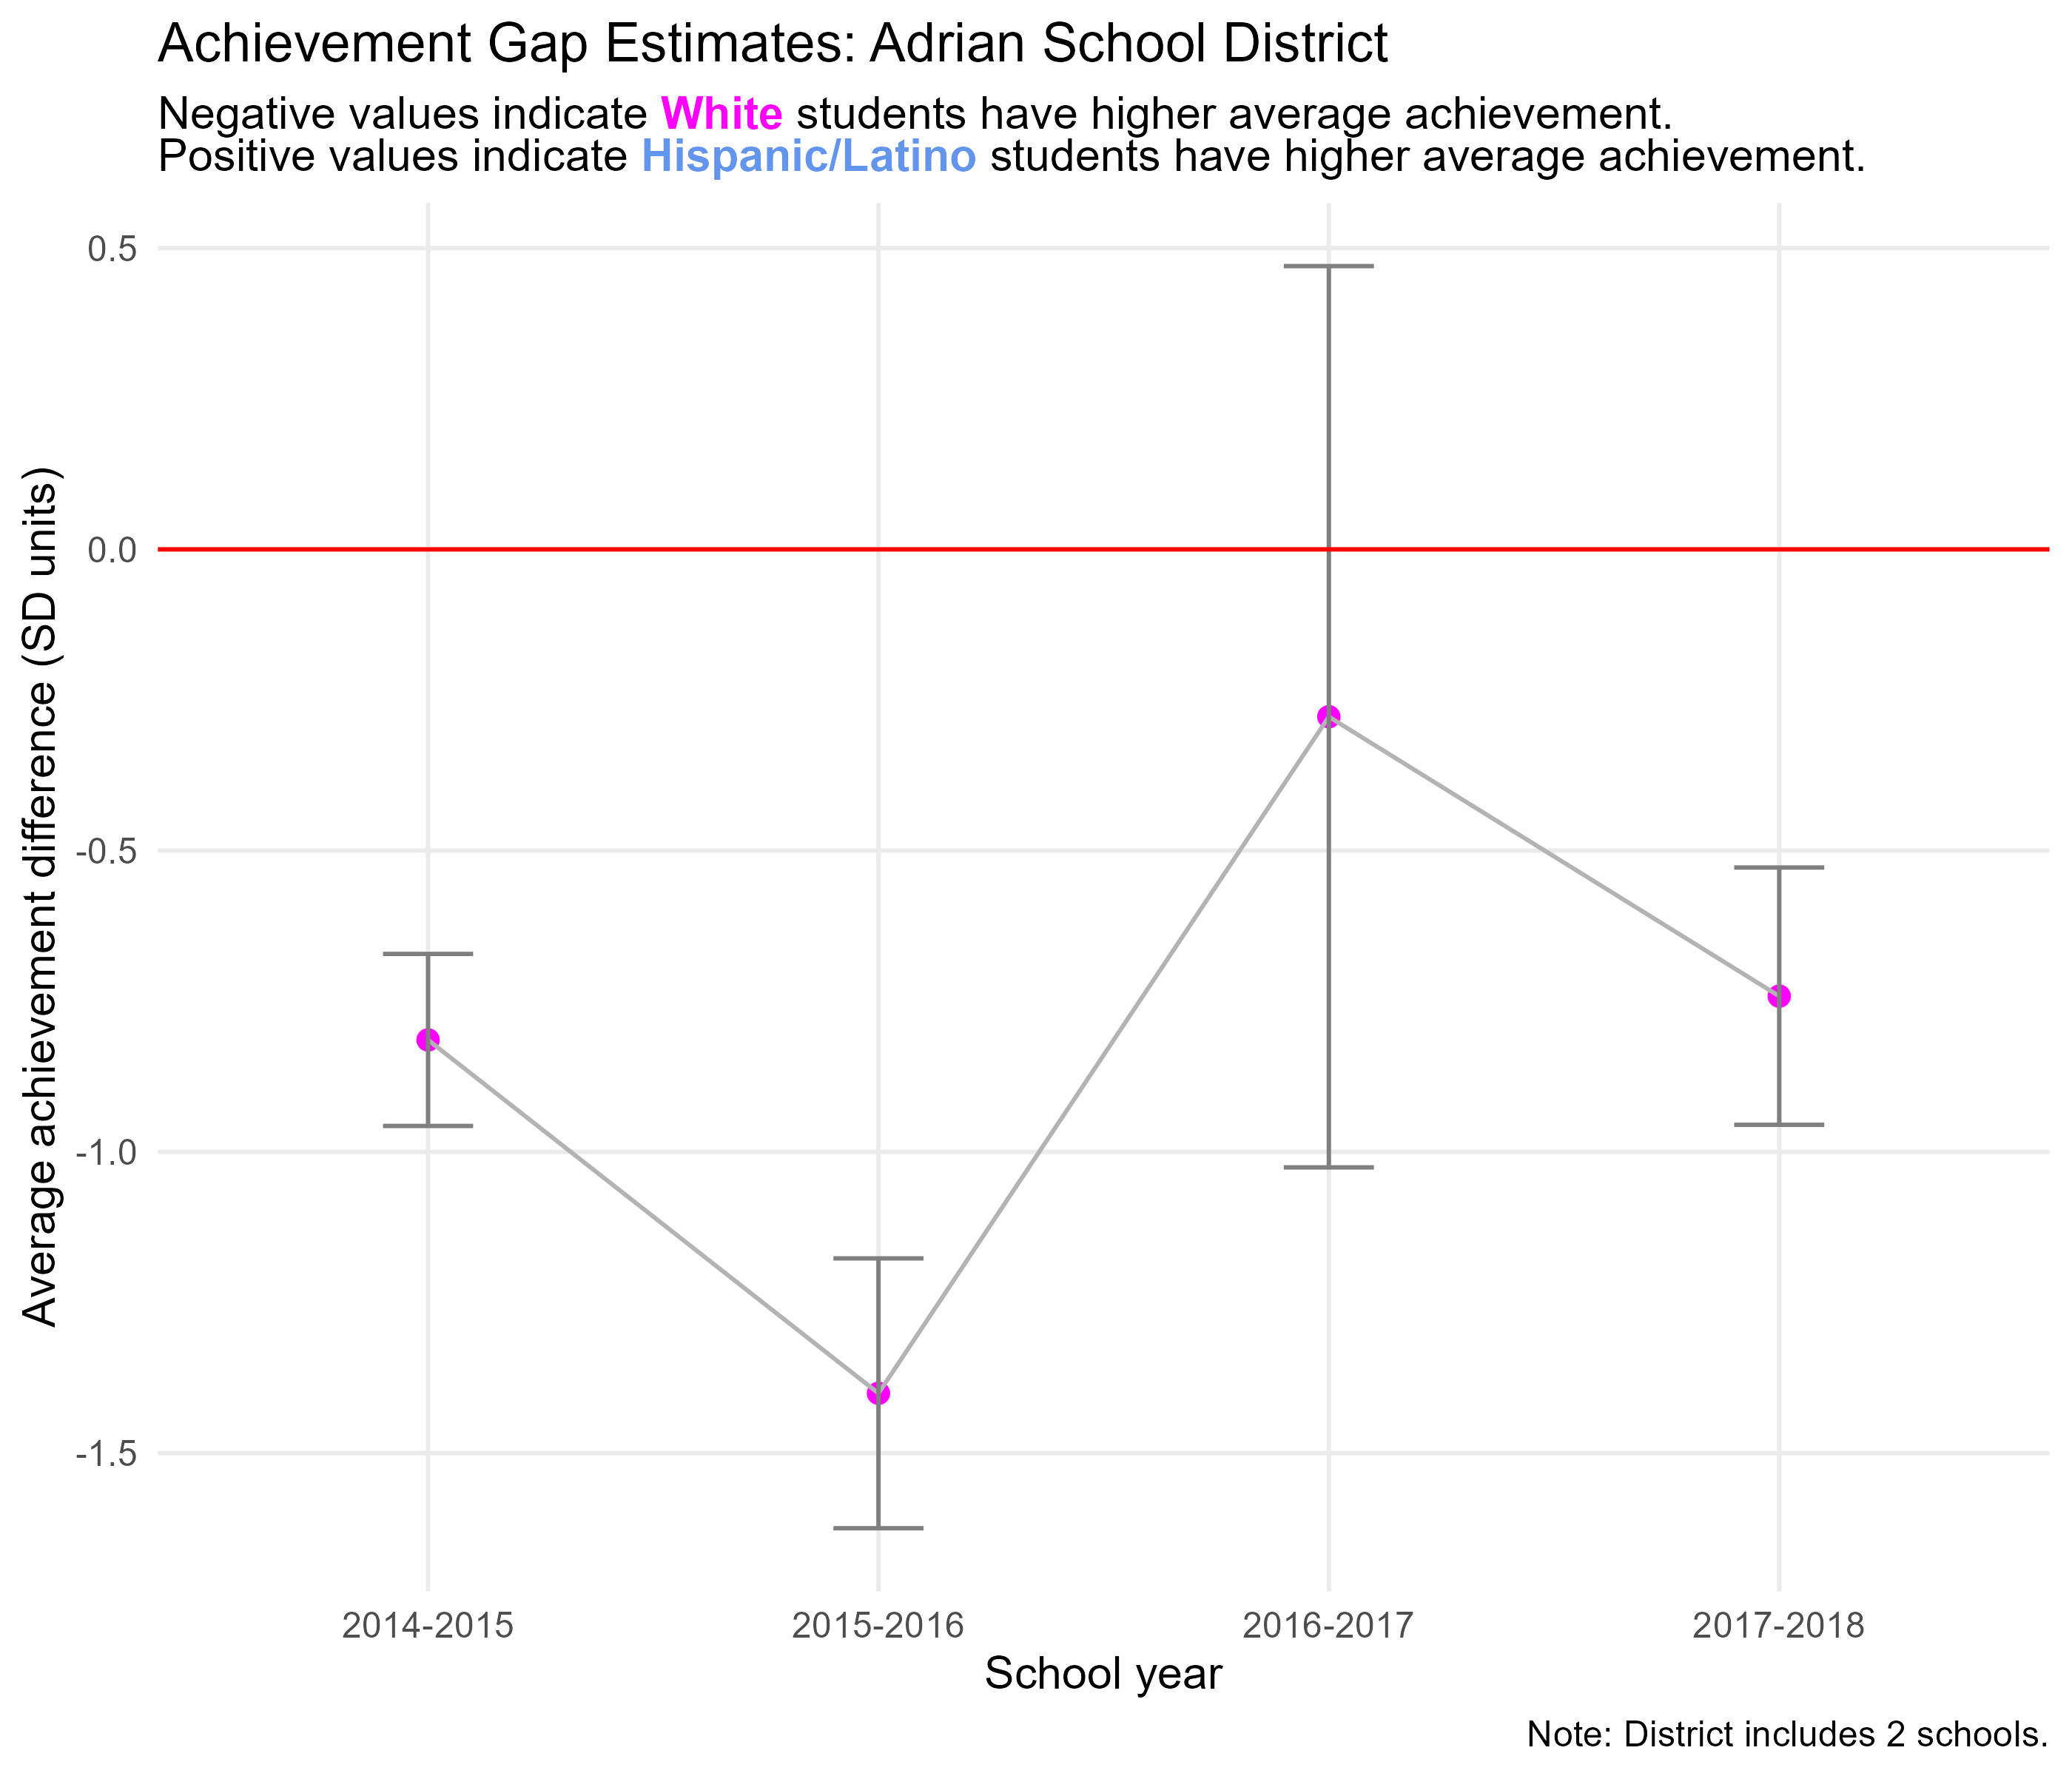 Achievement Gap Estimates: Adrian School District
Negative values indicate White students have higher average achievement.
Positive values indicate Hispanic/Latino students have higher average achievement.
Average achievement difference (SD units)
0.5
0.0
-0.5
-1.0
-1.5
2014-2015
2015-2016
2016-2017
2017-2018
School year
Note: District includes 2 schools.